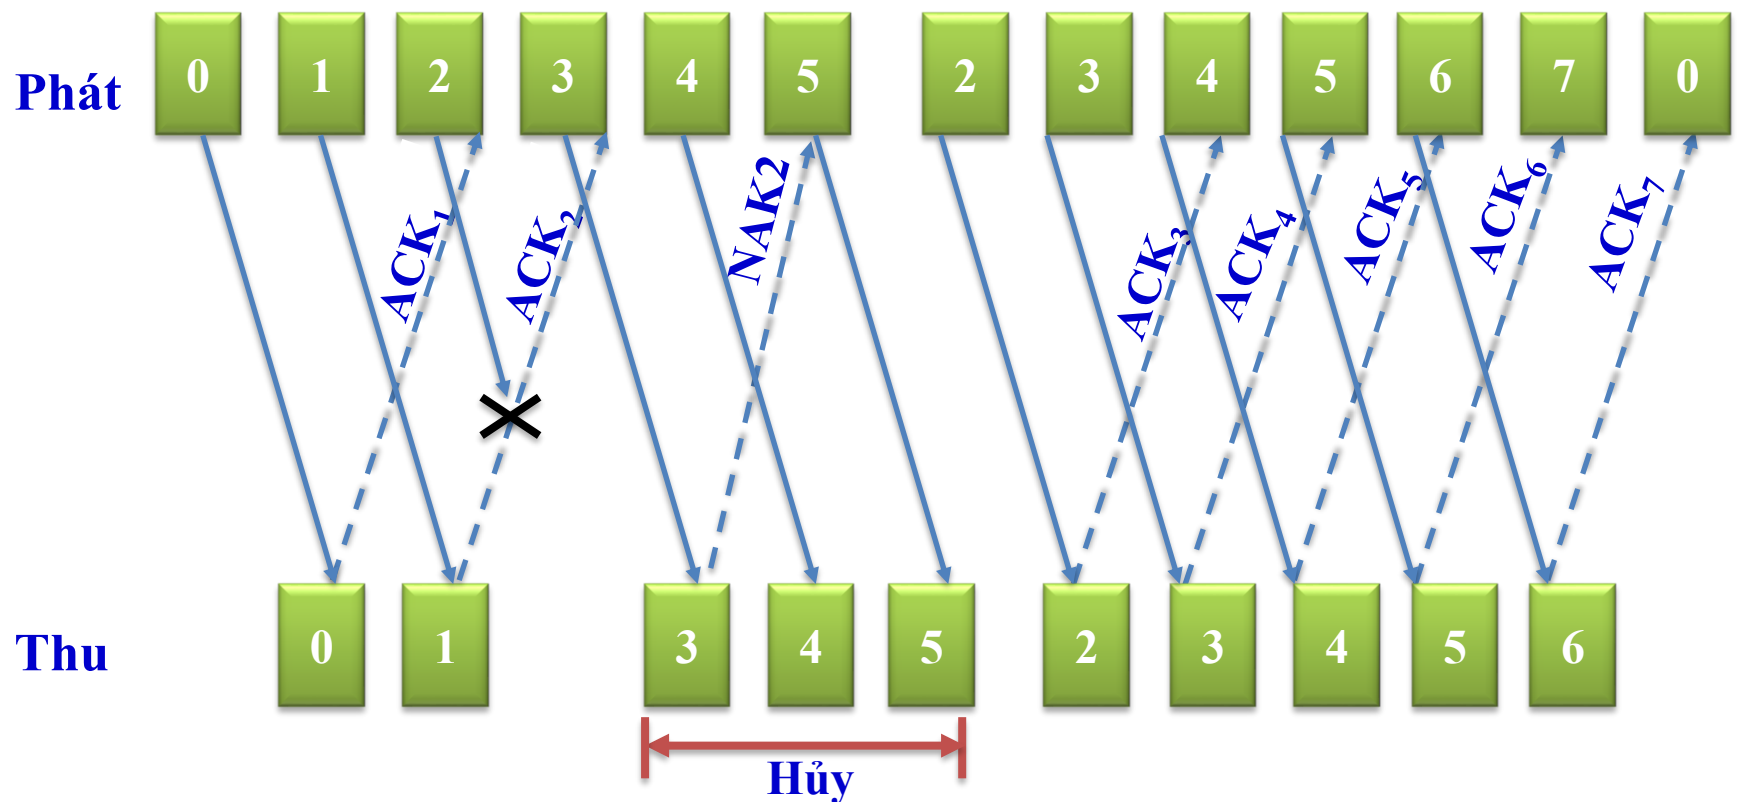 0 1 2 3 4 5 2 3 4 5 6 7 0
Phát
ACK1 ACK2 NAK2 ACK3 ACK4 ACK5 ACK6 ACK7
Thu
0 1 3 4 5 2 3 4 5 6
Hủy